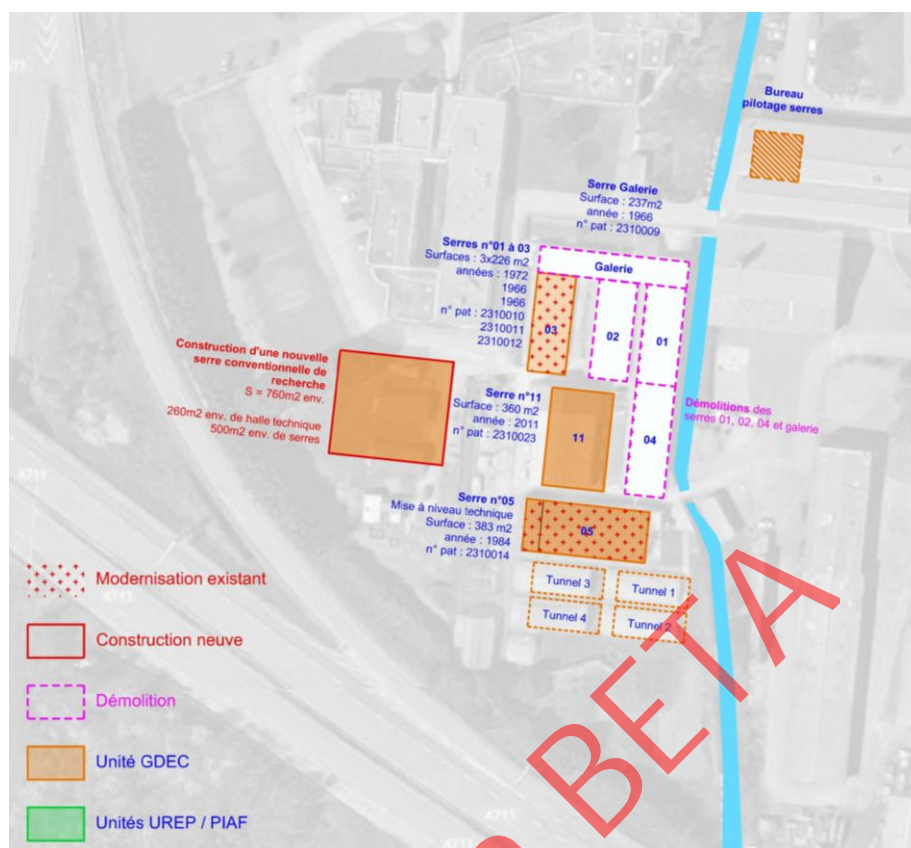 Bureau
pilotage serres
Serre Galerie
Surface : 237m2
année : 1966
n° pat : 2310009
Serres n°01 à 03
Surfaces : 3x226 m2
années : 1972
1966
1966
n° pat : 2310010
2310011
2310012
Galerie
03
02
01
Construction d'une nouvelle
serre conventionnelle de
recherche
S = 760m2 env.
260m2 env. de halle technique
500m2 env. de serres
Serre n°11
Surface : 360 m2
année : 2011
n° pat : 2310023
11
04
Démolitions des
serres 01, 02, 04 et galerie
Serre n°05
Mise à niveau technique
Surface : 383 m2
année : 1984
n° pat : 2310014
05
Tunnel 3
Tunnel 1
Tunnel 4
Tunnel 2
A711
A711
A711
A711
Modernisation existant
Construction neuve
Démolition
Unité GDEC
Unités UREP / PIAF
BETA